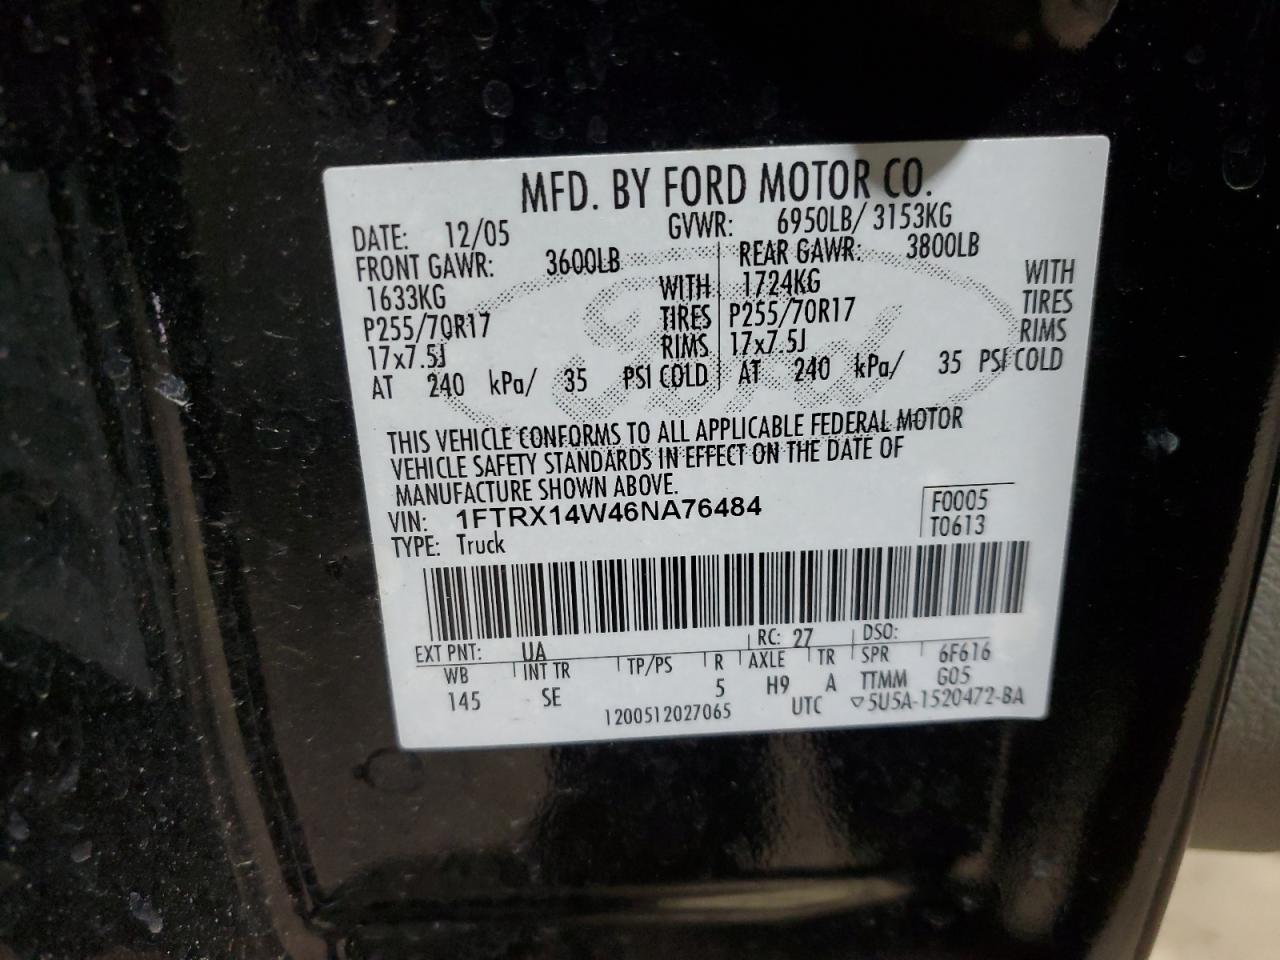 MFD. BY FORD MOTOR CO.
DATE: 12/05 GVWR: 6950LB/ 3153KG
FRONT GAWR: 3600LB REAR GAWR: 3800LB
1633KG WITH 1724KG WITH
P255/70R17 TIRES P255/70R17 TIRES
17x7.5J RIMS 17x7.5J RIMS
AT 240 kPa/ 35 PSI COLD AT 240 kPa/ 35 PSI COLD
THIS VEHICLE CONFORMS TO ALL APPLICABLE FEDERAL MOTOR
VEHICLE SAFETY STANDARDS IN EFFECT ON THE DATE OF
MANUFACTURE SHOWN ABOVE.
VIN: 1FTRX14W46NA76484 F0005
TYPE: Truck T0613
EXT PNT: UA RC: 27 DSO:
WB INT TR TP/PS R AXLE TR SPR 6F616
145 SE 5 H9 A TTMM G05
1200512027065 UTC ▽5U5A-1520472-BA